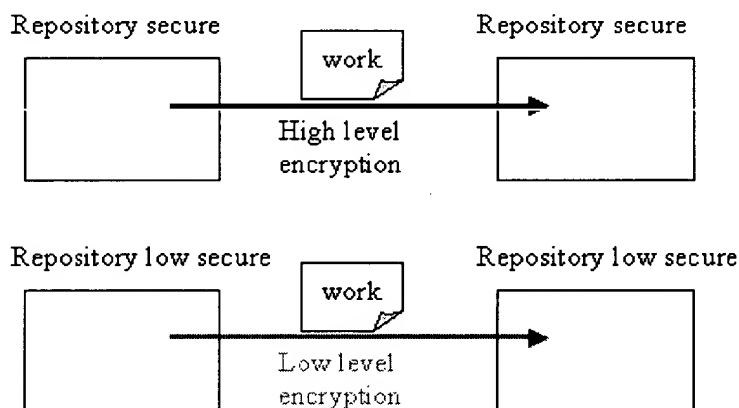 Repository secure
Repository secure
work
High level
encryption
Repository low secure
Repository low secure
work
Low level
encryption